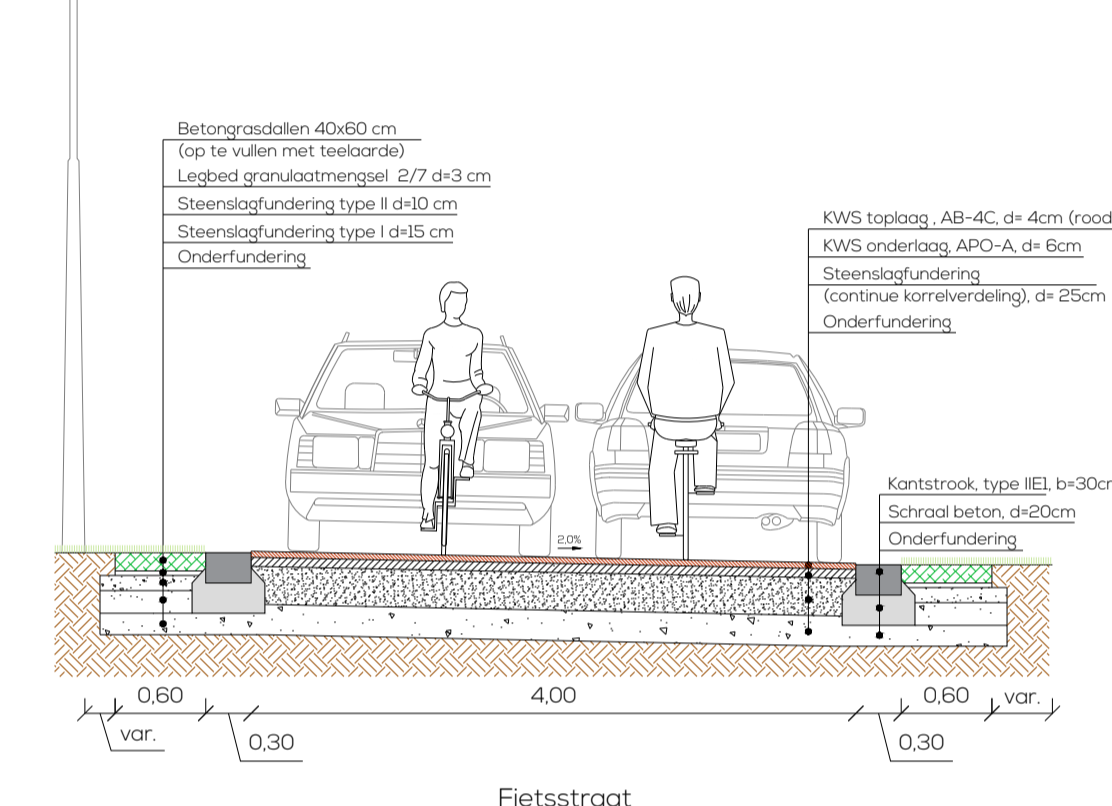 Betongrasdallen 40x60 cm
(op te vullen met teelaarde)
Legbed granulaatmengsel 2/7 d=3 cm
Steenslagfundering type II d=10 cm
Steenslagfundering type I d=15 cm
Onderfundering
KWS toplaag , AB-4C, d= 4cm (rood
KWS onderlaag, APO-A, d= 6cm
Steenslagfundering
(continue korrelverdeling), d= 25cm
Onderfundering
Kantstrook, type IIE1, b=30cm
Schraal beton, d=20cm
Onderfundering
2.0%
0,60
4,00
0,60
var.
var.
0,30
0,30
Fietsstraat